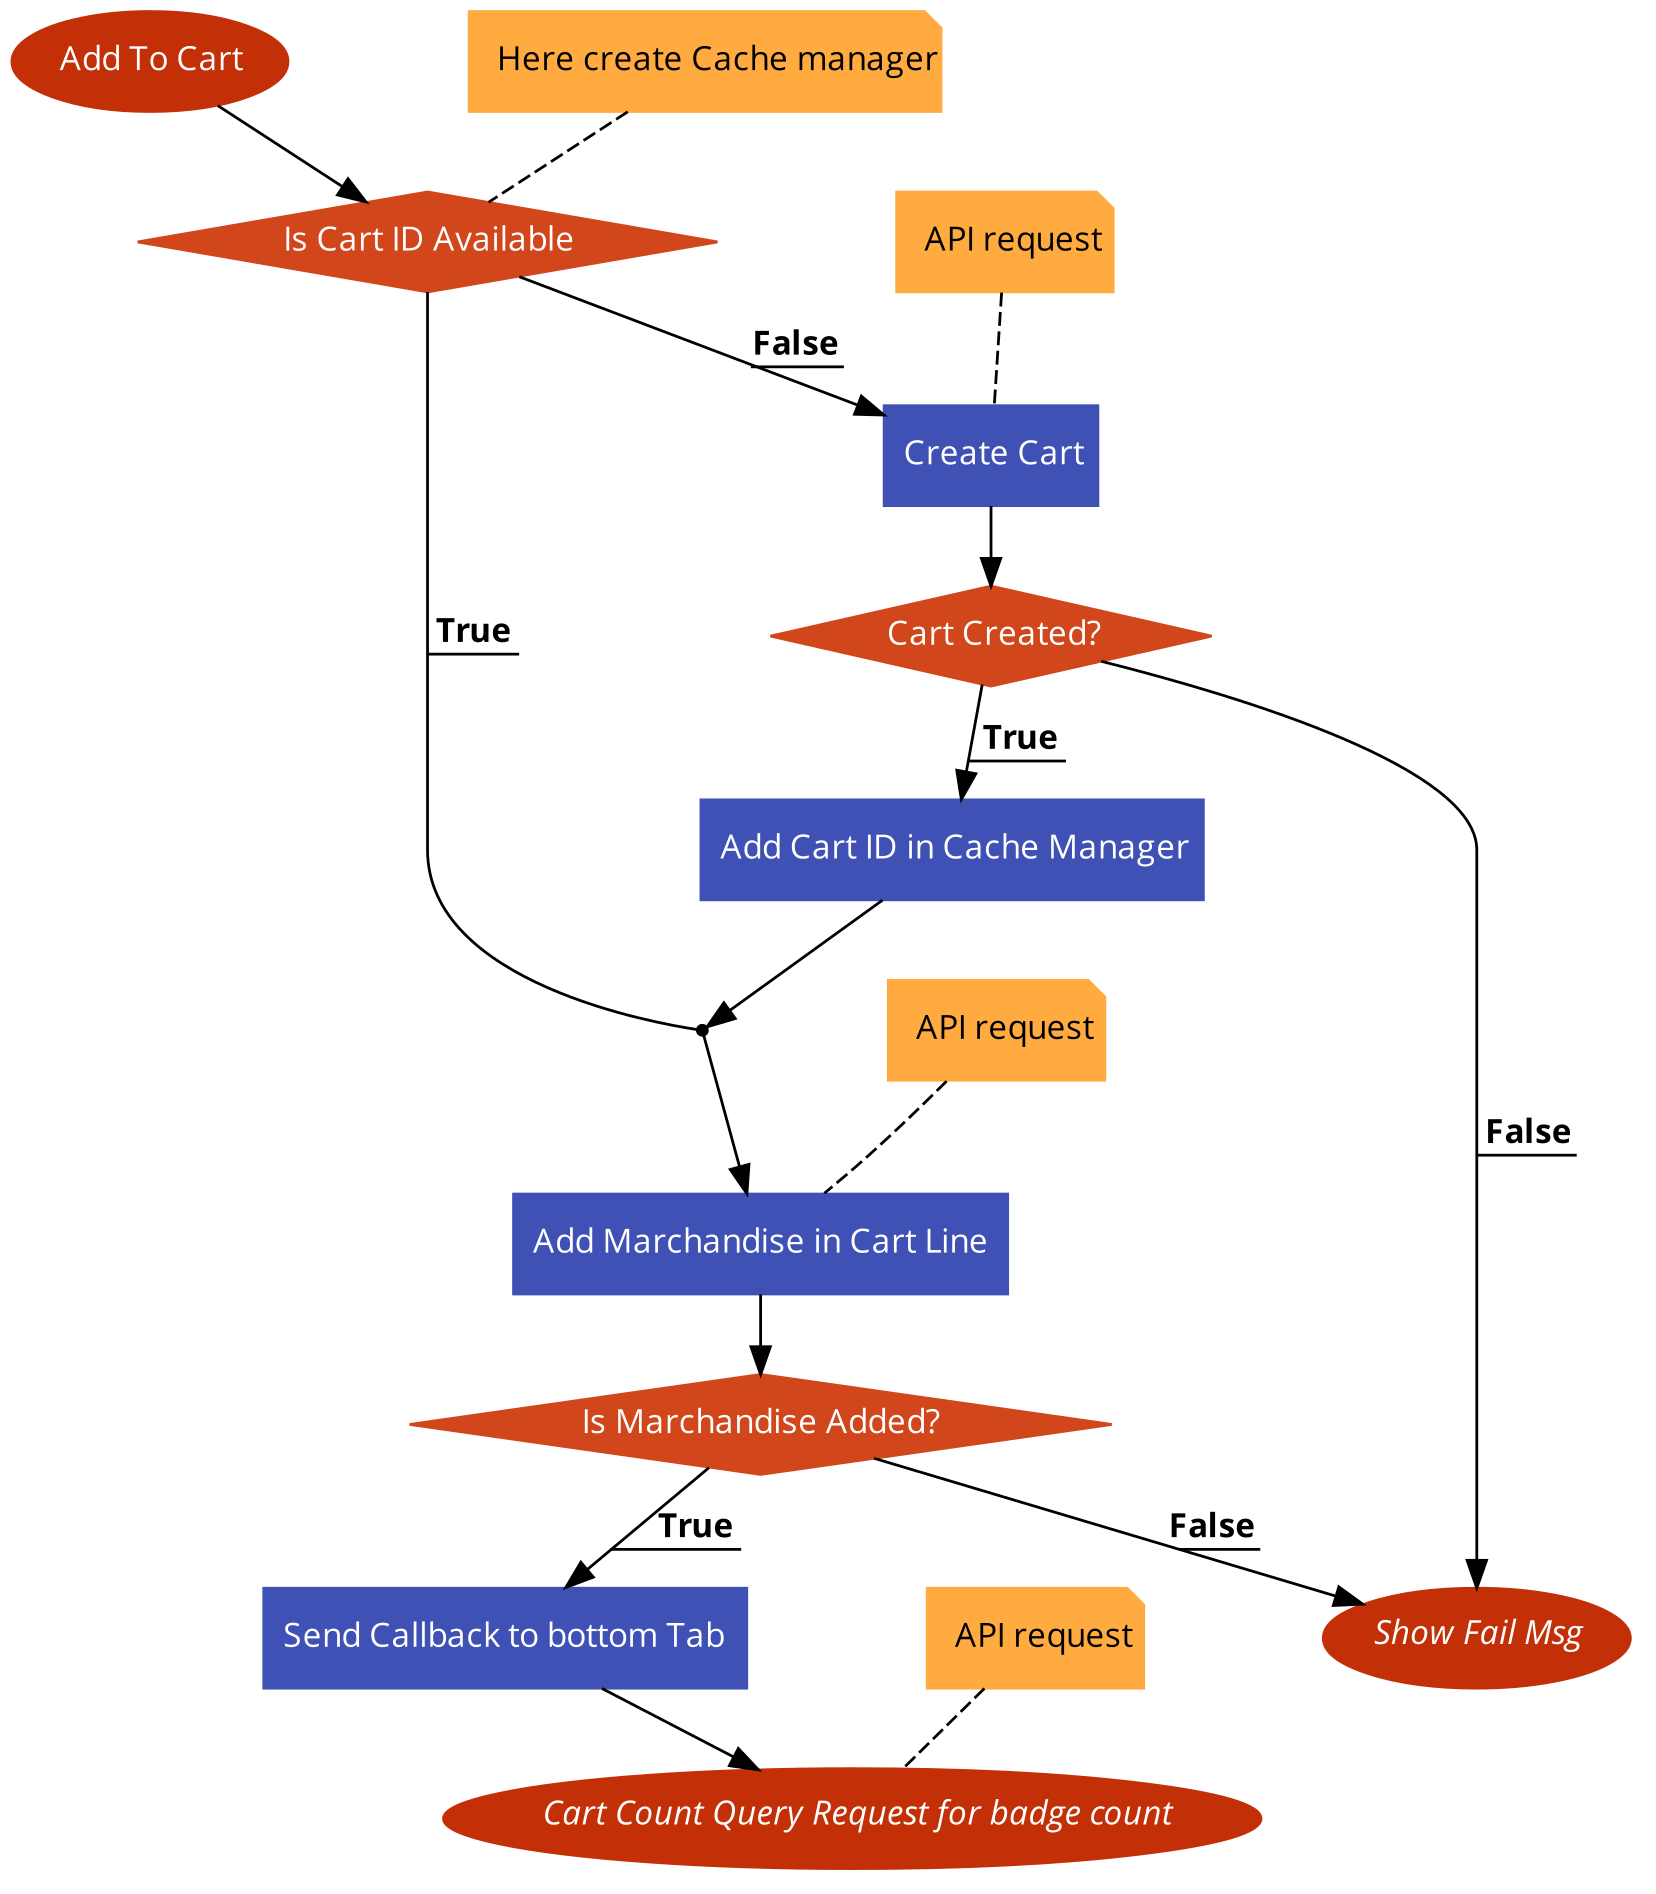 Add To Cart
Here create Cache manager
Is Cart ID Available
API request
False
Create Cart
True
Cart Created?
True
Add Cart ID in Cache Manager
API request
False
Add Marchandise in Cart Line
Is Marchandise Added?
True
False
Send Callback to bottom Tab
API request
Show Fail Msg
Cart Count Query Request for badge count